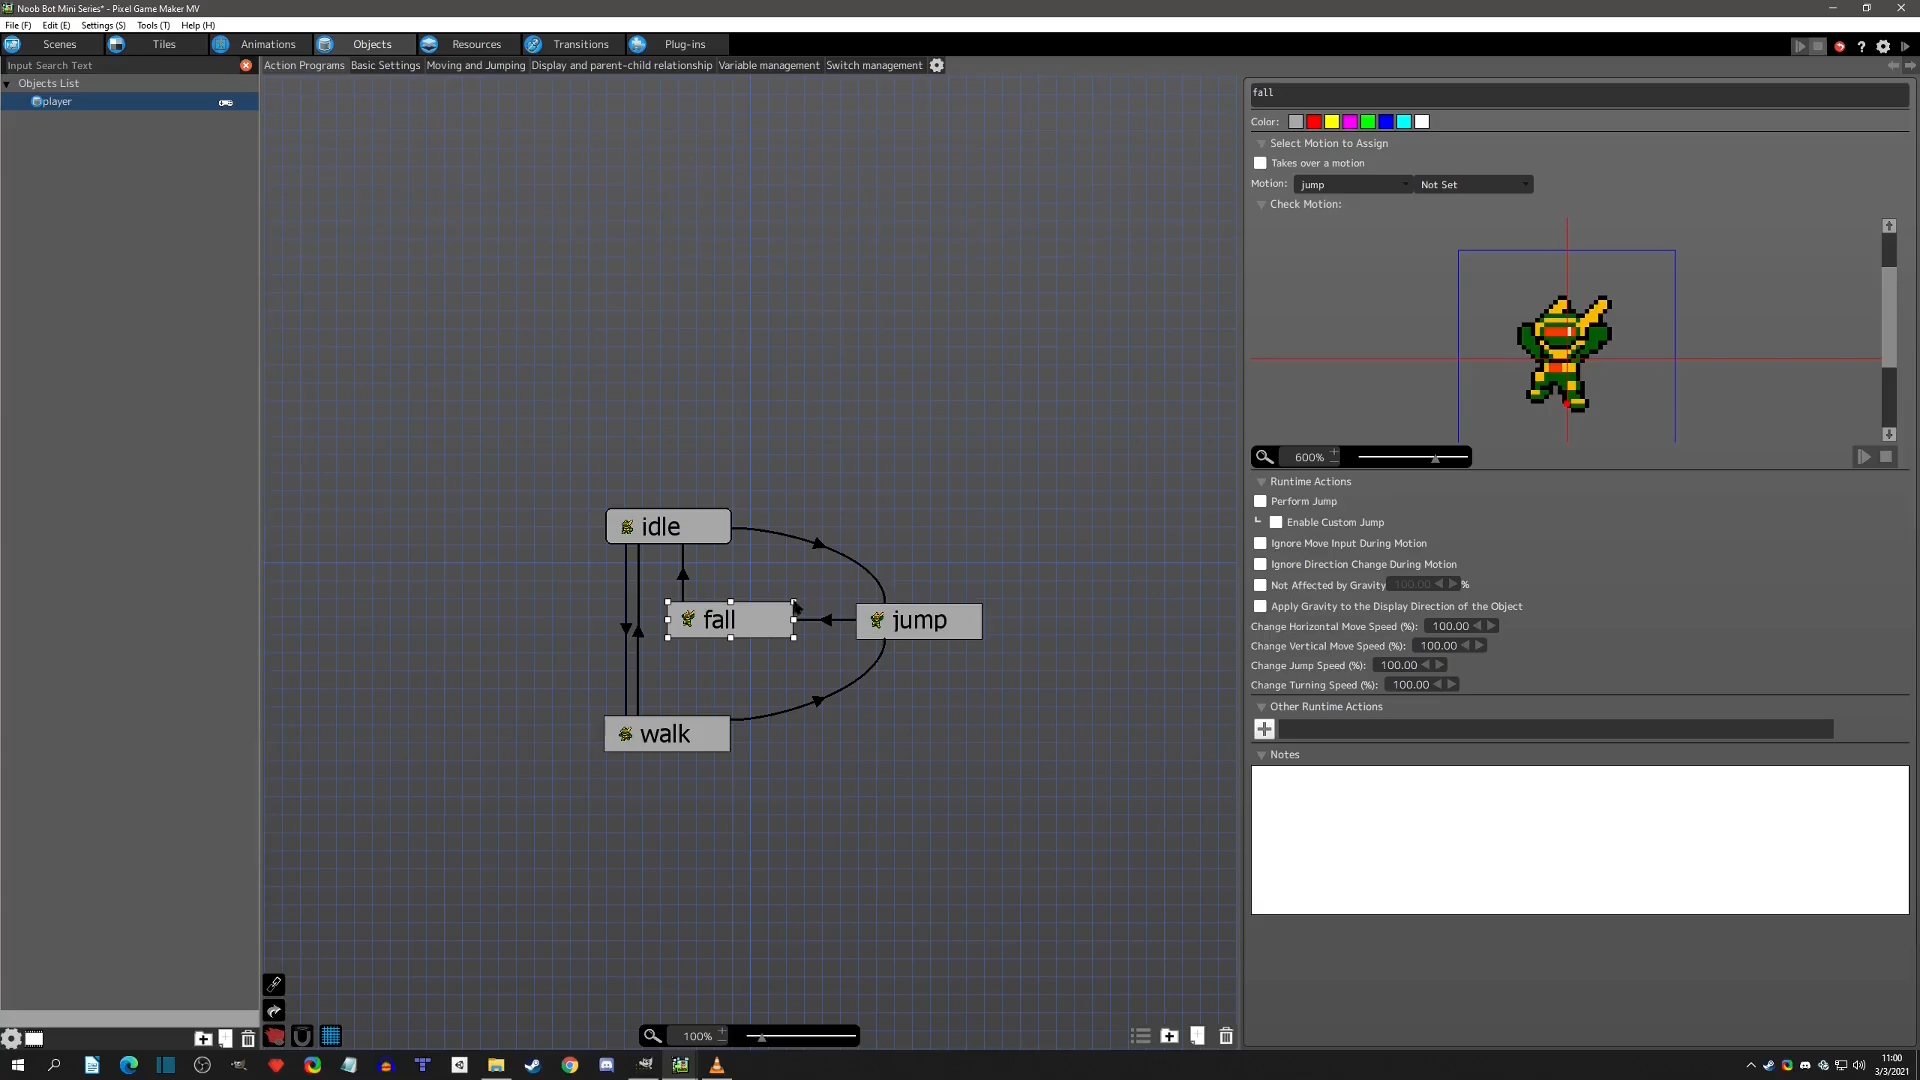 Noob Bot Mini Series* - Pixel Game Maker MV
File (F) Edit (E) Settings (S) Tools (T) Help (H)
Scenes Tiles Animations Objects Resources Transitions Plug-ins
Input Search Text
Action Programs Basic Settings Moving and Jumping Display and parent-child relationship Variable management Switch management
Objects List
player
fall
Color:
Select Motion to Assign
Takes over a motion
Motion: jump Not Set
Check Motion:
600%
Runtime Actions
Perform Jump
Enable Custom Jump
Ignore Move Input During Motion
Ignore Direction Change During Motion
Not Affected by Gravity 100.00 %
Apply Gravity to the Display Direction of the Object
Change Horizontal Move Speed (%): 100.00
Change Vertical Move Speed (%): 100.00
Change Jump Speed (%): 100.00
Change Turning Speed (%): 100.00
Other Runtime Actions
Notes
idle
fall
jump
walk
100%
11:00
3/3/2021